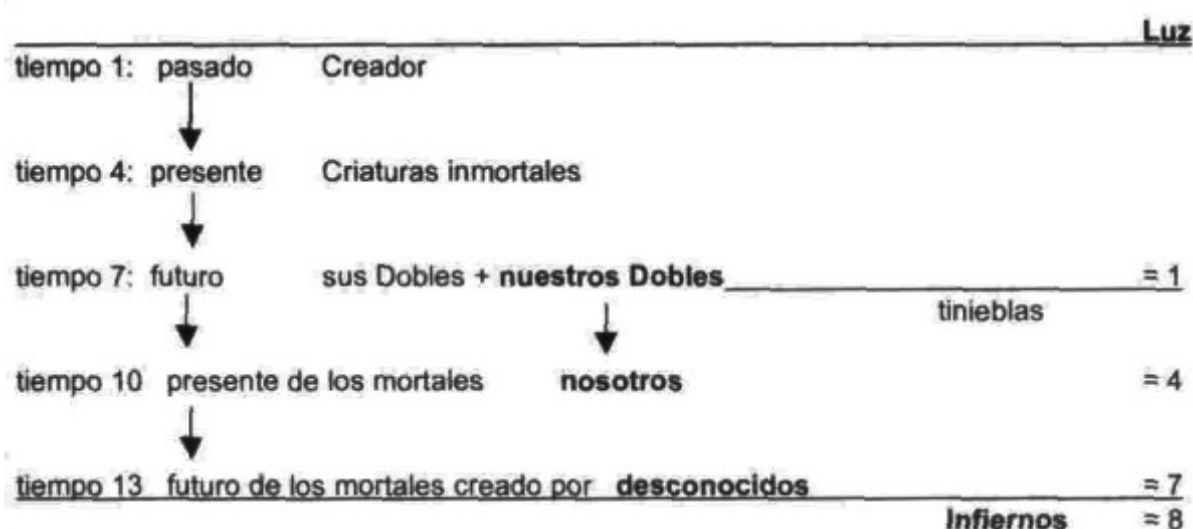 Luz
tiempo 1: pasado Creador
tiempo 4: presente Criaturas inmortales
tiempo 7: futuro sus Dobles + nuestros Dobles = 1
tinieblas
tiempo 10 presente de los mortales nosotros = 4
tiempo 13 futuro de los mortales creado por desconocidos = 7
Infiernos = 8